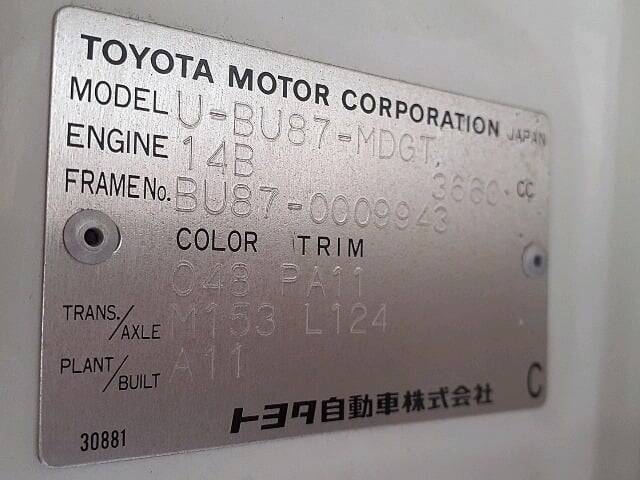 TOYOTA MOTOR CORPORATION JAPAN
MODEL U-BU87-MDGT
ENGINE 14B 3660 CC
FRAME No. BU87-0009943
COLOR TRIM
048 PA11
TRANS./AXLE M153 L124
PLANT/BUILT A11
トヨタ自動車株式会社 C
30881